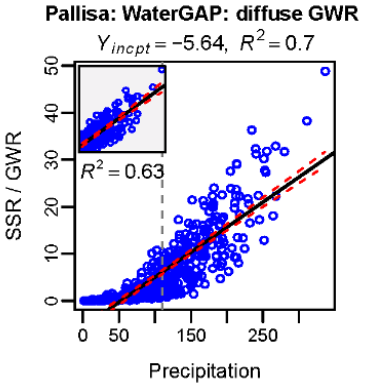 Pallisa: WaterGAP: diffuse GWR
Yincpt = −5.64, R² = 0.7
50
40
30
20
10
0
SSR / GWR
R² = 0.63
0 50 150 250
Precipitation